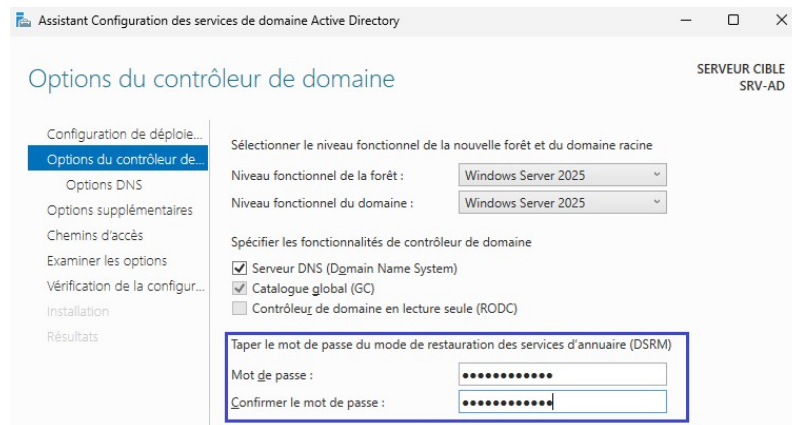 Assistant Configuration des services de domaine Active Directory
Options du contrôleur de domaine
SERVEUR CIBLE
SRV-AD
Configuration de déploie...
Options du contrôleur de...
Options DNS
Options supplémentaires
Chemins d'accès
Examiner les options
Vérification de la configur...
Installation
Résultats
Sélectionner le niveau fonctionnel de la nouvelle forêt et du domaine racine
Niveau fonctionnel de la forêt : Windows Server 2025
Niveau fonctionnel du domaine : Windows Server 2025
Spécifier les fonctionnalités de contrôleur de domaine
Serveur DNS (Domain Name System)
Catalogue global (GC)
Contrôleur de domaine en lecture seule (RODC)
Taper le mot de passe du mode de restauration des services d'annuaire (DSRM)
Mot de passe : ●●●●●●●●●●●●
Confirmer le mot de passe : ●●●●●●●●●●●●